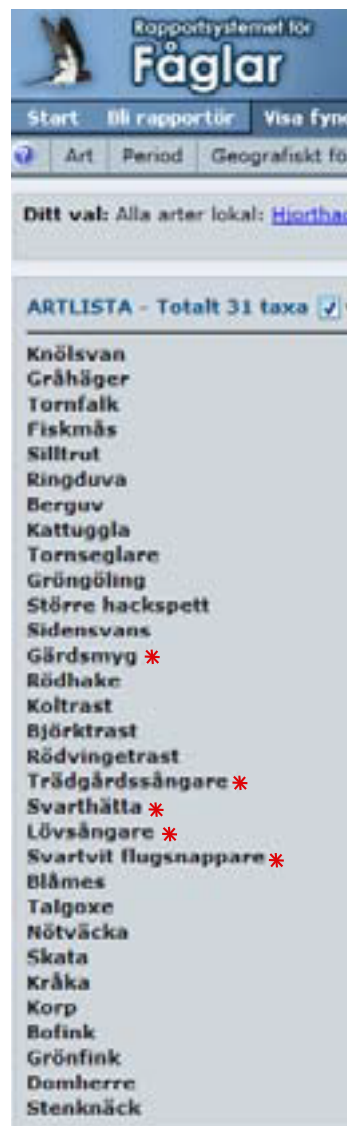 Rapportsystemet för
Fåglar
Start Bli rapportör Visa fyn
Art Period Geografiskt fö
Ditt val: Alla arter lokal: Hjorthag
ARTLISTA - Totalt 31 taxa
Knölsvan
Gråhäger
Tornfalk
Fiskmås
Silltrut
Ringduva
Berguv
Kattuggla
Tornseglare
Gröngöling
Större hackspett
Sidensvans
Gärdsmyg *
Rödhake
Koltrast
Björktrast
Rödvingetrast
Trädgårdssångare *
Svarthätta *
Lövsångare *
Svartvit flugsnappare *
Blåmes
Talgoxe
Nötväcka
Skata
Kråka
Korp
Bofink
Grönfink
Domherre
Stenknäck